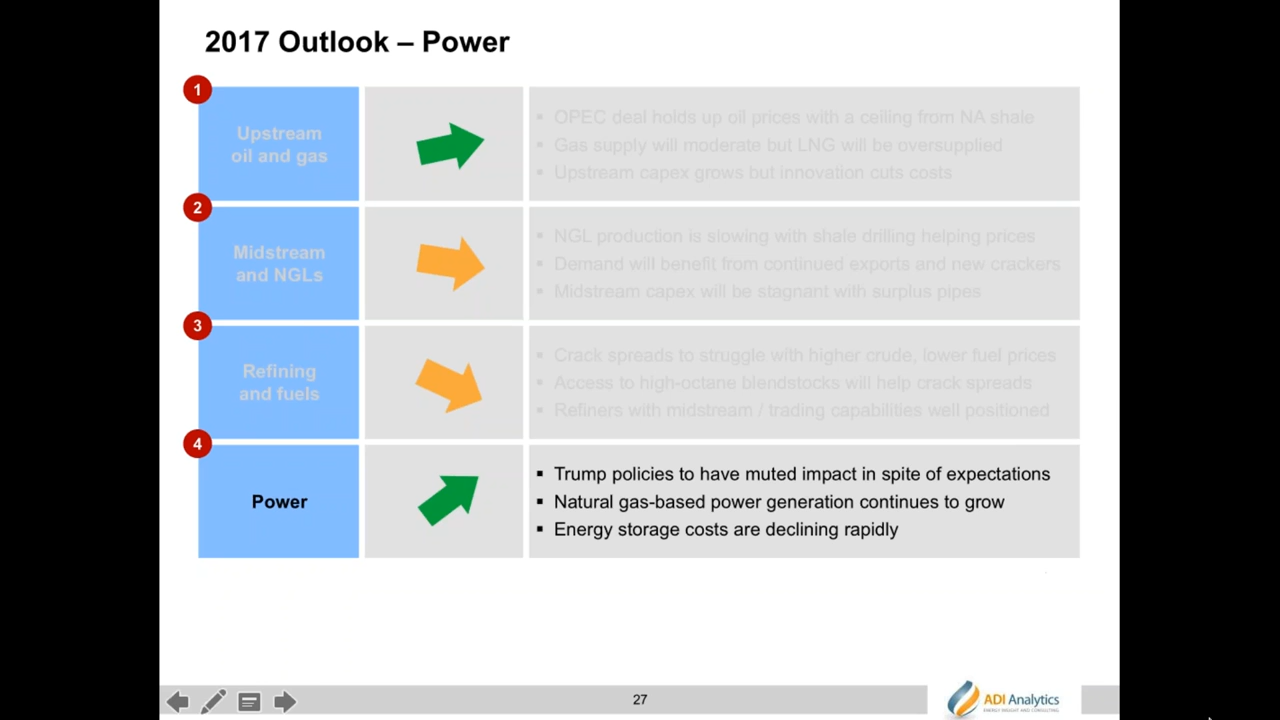 2017 Outlook – Power
1
Upstream
oil and gas
▪ OPEC deal holds up oil prices with a ceiling from NA shale
▪ Gas supply will moderate but LNG will be oversupplied
▪ Upstream capex grows but innovation cuts costs
2
Midstream
and NGLs
▪ NGL production is slowing with shale drilling helping prices
▪ Demand will benefit from continued exports and new crackers
▪ Midstream capex will be stagnant with surplus pipes
3
Refining
and fuels
▪ Crack spreads to struggle with higher crude, lower fuel prices
▪ Access to high-octane blendstocks will help crack spreads
▪ Refiners with midstream / trading capabilities well positioned
4
Power
▪ Trump policies to have muted impact in spite of expectations
▪ Natural gas-based power generation continues to grow
▪ Energy storage costs are declining rapidly
27
ADI Analytics
ENERGY INSIGHT AND CONSULTING